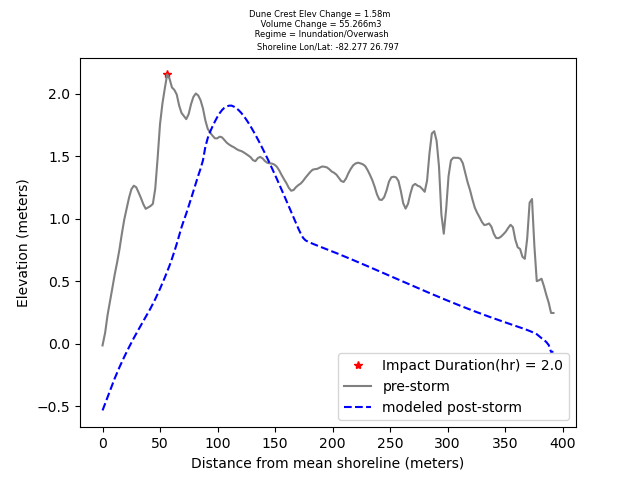 Dune Crest Elev Change = 1.58m
Volume Change = 55.266m3
Regime = Inundation/Overwash
Shoreline Lon/Lat: -82.277 26.797
2.0
1.5
1.0
0.5
0.0
−0.5
Elevation (meters)
Impact Duration(hr) = 2.0
pre-storm
modeled post-storm
0 50 100 150 200 250 300 350 400
Distance from mean shoreline (meters)